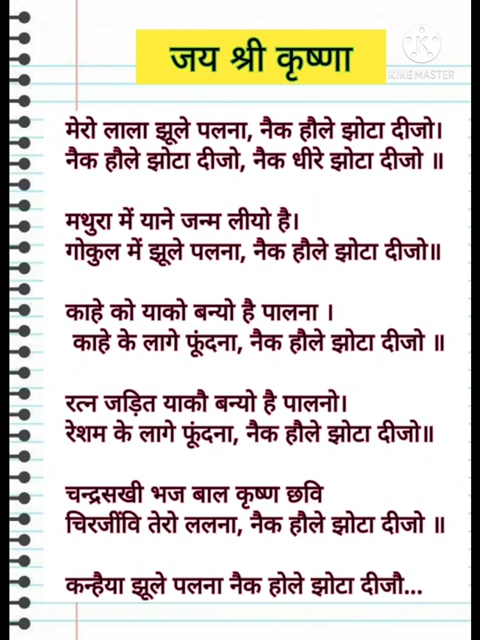 जय श्री कृष्णा
KINEMASTER
मेरो लाला झूले पलना, नैक हौले झोटा दीजो।
नैक हौले झोटा दीजो, नैक धीरे झोटा दीजो ॥
मथुरा में याने जन्म लीयो है।
गोकुल में झूले पलना, नैक हौले झोटा दीजो॥
काहे को याको बन्यो है पालना ।
काहे के लागे फूंदना, नैक हौले झोटा दीजो ॥
रत्न जड़ित याकौ बन्यो है पालनो।
रेशम के लागे फूंदना, नैक हौले झोटा दीजो॥
चन्द्रसखी भज बाल कृष्ण छवि
चिरजींवि तेरो ललना, नैक हौले झोटा दीजो ॥
कन्हैया झूले पलना नैक होले झोटा दीजौ...